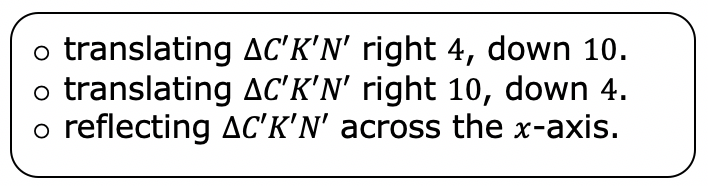 ○ translating ΔC′K′N′ right 4, down 10.
○ translating ΔC′K′N′ right 10, down 4.
○ reflecting ΔC′K′N′ across the x-axis.